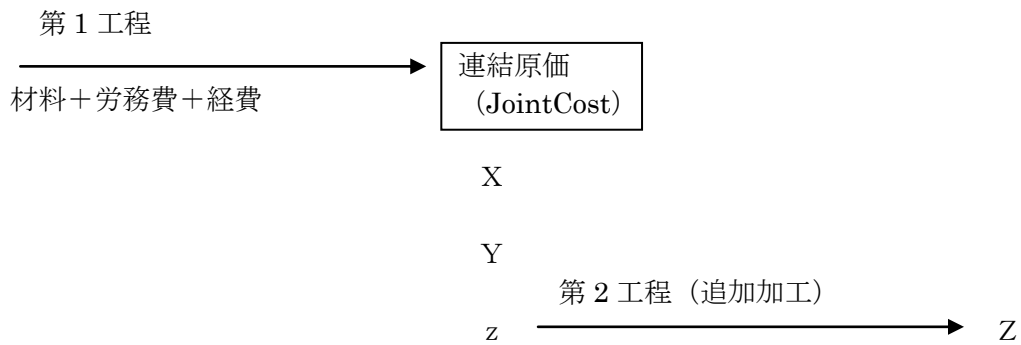 第 1 工程
材料＋労務費＋経費
連結原価
（JointCost）
X
Y
第 2 工程（追加加工）
z
Z